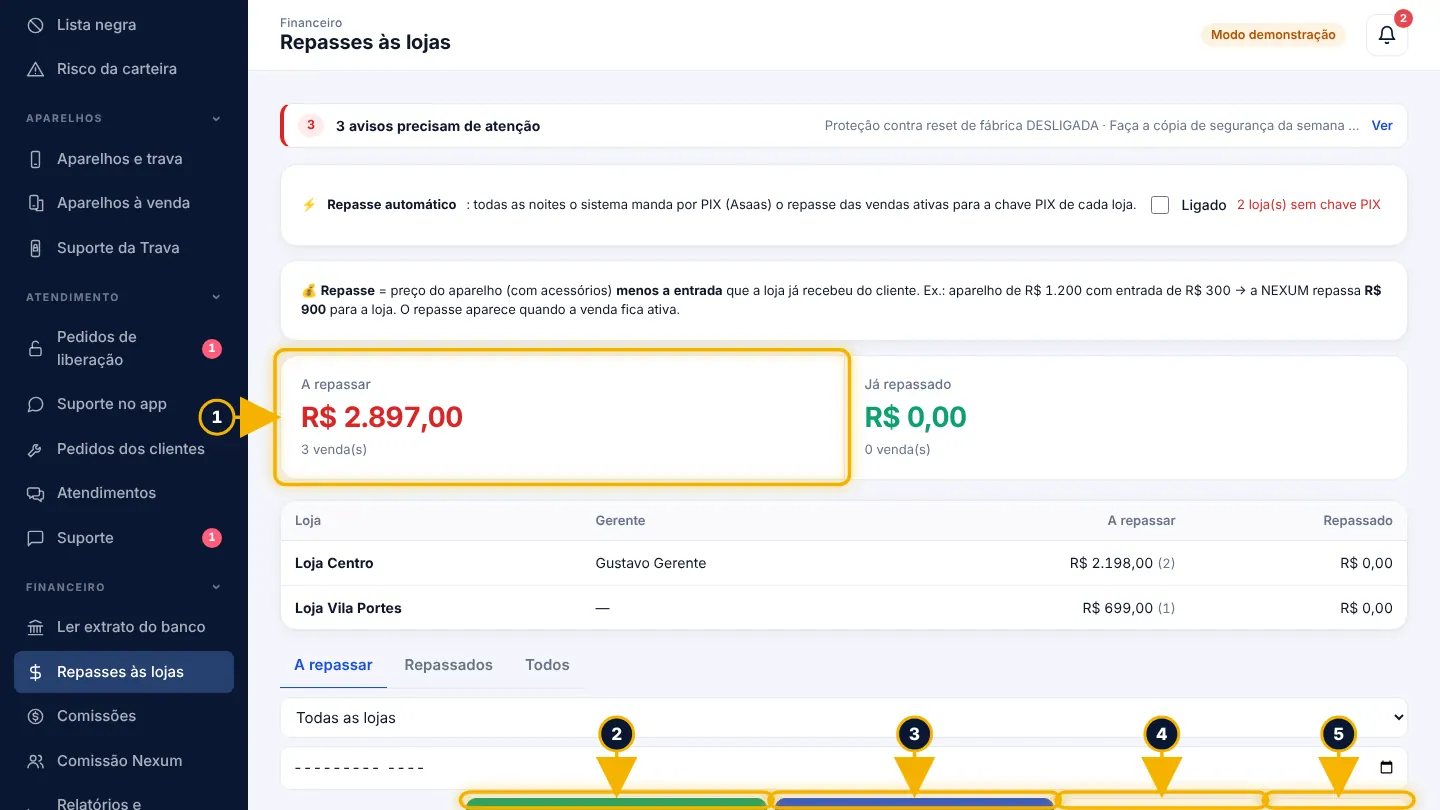 Lista negra
Risco da carteira
APARELHOS
Aparelhos e trava
Aparelhos à venda
Suporte da Trava
ATENDIMENTO
Pedidos de
liberação
1
Suporte no app
Pedidos dos clientes
Atendimentos
Suporte
1
FINANCEIRO
Ler extrato do banco
Repasses às lojas
Comissões
Comissão Nexum
Relatórios e
Financeiro
Repasses às lojas
Modo demonstração
2
3
3 avisos precisam de atenção
Proteção contra reset de fábrica DESLIGADA · Faça a cópia de segurança da semana ...
Ver
⚡ Repasse automático : todas as noites o sistema manda por PIX (Asaas) o repasse das vendas ativas para a chave PIX de cada loja.
Ligado
2 loja(s) sem chave PIX
💰 Repasse = preço do aparelho (com acessórios) menos a entrada que a loja já recebeu do cliente. Ex.: aparelho de R$ 1.200 com entrada de R$ 300 → a NEXUM repassa R$
900 para a loja. O repasse aparece quando a venda fica ativa.
1
A repassar
R$ 2.897,00
3 venda(s)
Já repassado
R$ 0,00
0 venda(s)
Loja Gerente A repassar Repassado
Loja Centro Gustavo Gerente R$ 2.198,00 (2) R$ 0,00
Loja Vila Portes — R$ 699,00 (1) R$ 0,00
A repassar Repassados Todos
Todas as lojas
2 3 4 5
--------- ----